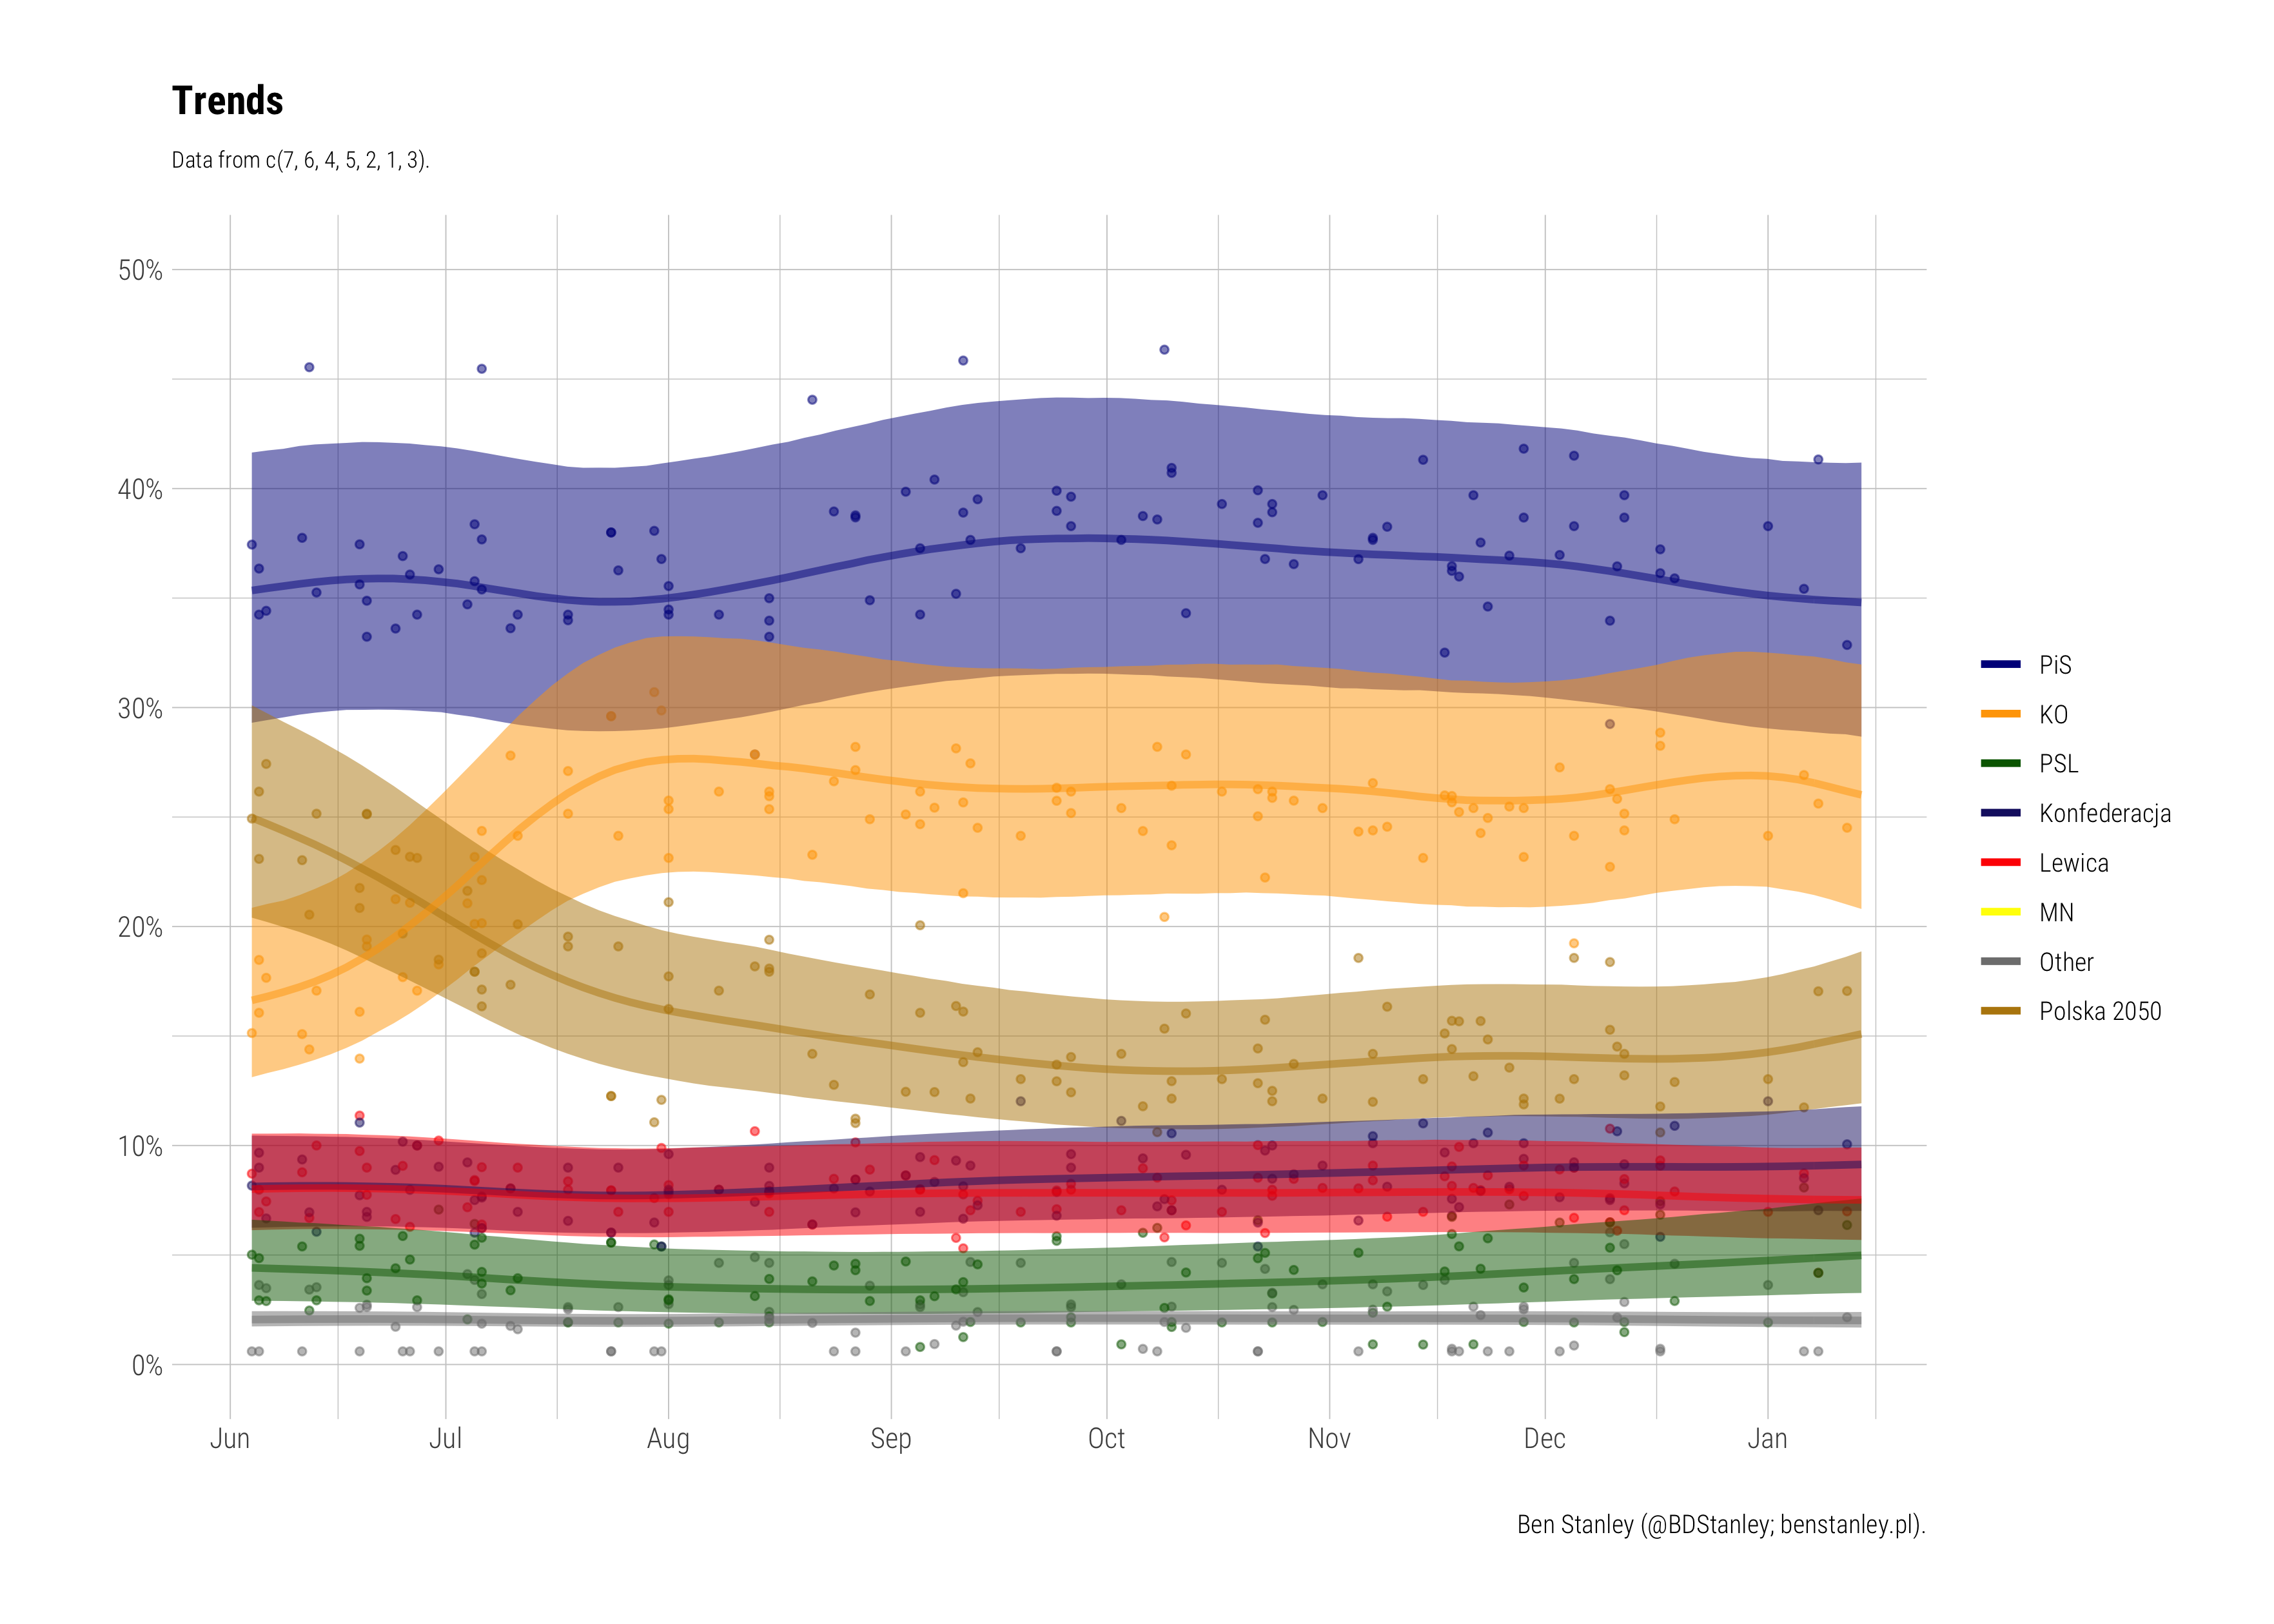 Trends
Data from c(7, 6, 4, 5, 2, 1, 3).
50%
40%
30%
20%
10%
0%
Jun Jul Aug Sep Oct Nov Dec Jan
PiS
KO
PSL
Konfederacja
Lewica
MN
Other
Polska 2050
Ben Stanley (@BDStanley; benstanley.pl).